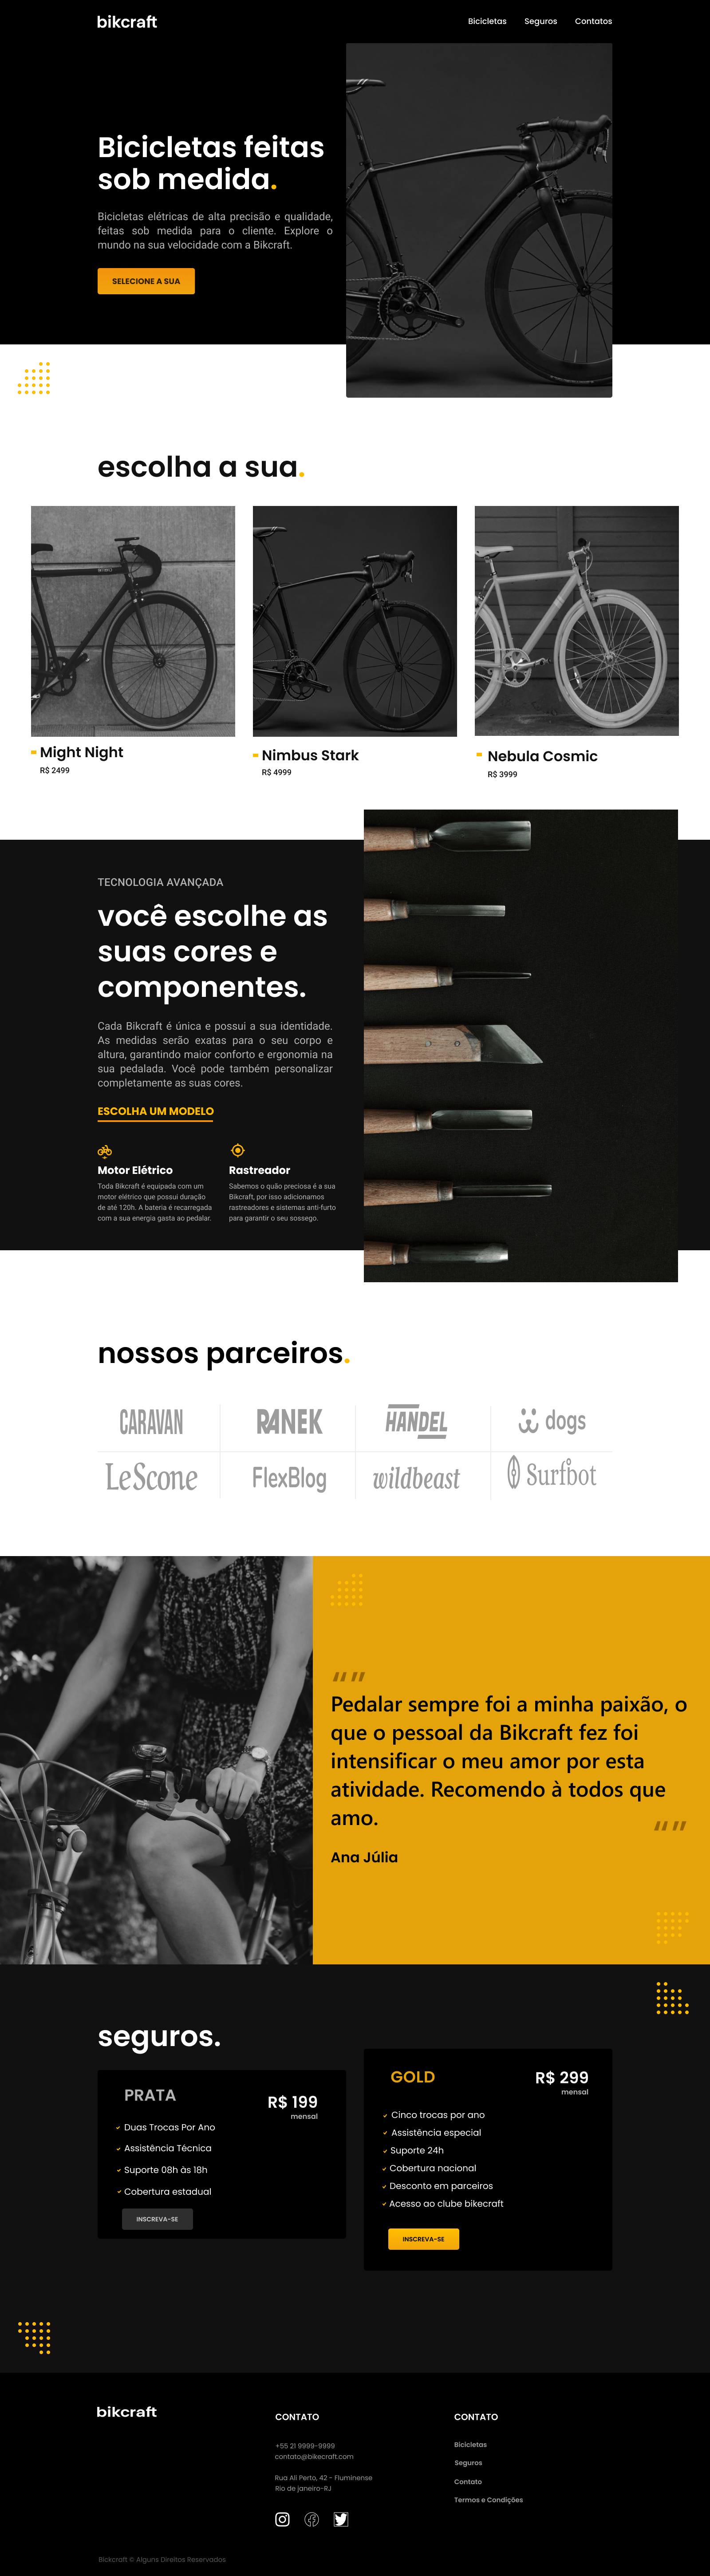 bikcraft
Bicicletas Seguros Contatos
Bicicletas feitas
sob medida.
Bicicletas elétricas de alta precisão e qualidade,
feitas sob medida para o cliente. Explore o
mundo na sua velocidade com a Bikcraft.
SELECIONE A SUA
escolha a sua.
Might Night
R$ 2499
Nimbus Stark
R$ 4999
Nebula Cosmic
R$ 3999
TECNOLOGIA AVANÇADA
você escolhe as
suas cores e
componentes.
Cada Bikcraft é única e possui a sua identidade.
As medidas serão exatas para o seu corpo e
altura, garantindo maior conforto e ergonomia na
sua pedalada. Você pode também personalizar
completamente as suas cores.
ESCOLHA UM MODELO
Motor Elétrico
Toda Bikcraft é equipada com um
motor elétrico que possui duração
de até 120h. A bateria é recarregada
com a sua energia gasta ao pedalar.
Rastreador
Sabemos o quão preciosa é a sua
Bikcraft, por isso adicionamos
rastreadores e sistemas anti-furto
para garantir o seu sossego.
nossos parceiros.
CARAVAN RANEK HANDEL dogs
LeScone FlexBlog wildbeast Surfbot
““
Pedalar sempre foi a minha paixão, o
que o pessoal da Bikcraft fez foi
intensificar o meu amor por esta
atividade. Recomendo à todos que
amo.
““
Ana Júlia
seguros.
PRATA
R$ 199
mensal
Duas Trocas Por Ano
Assistência Técnica
Suporte 08h às 18h
Cobertura estadual
INSCREVA-SE
GOLD
R$ 299
mensal
Cinco trocas por ano
Assistência especial
Suporte 24h
Cobertura nacional
Desconto em parceiros
Acesso ao clube bikecraft
INSCREVA-SE
bikcraft
CONTATO
+55 21 9999-9999
contato@bikecraft.com
Rua Ali Perto, 42 - Fluminense
Rio de janeiro-RJ
CONTATO
Bicicletas
Seguros
Contato
Termos e Condições
Bickcraft © Alguns Direitos Reservados